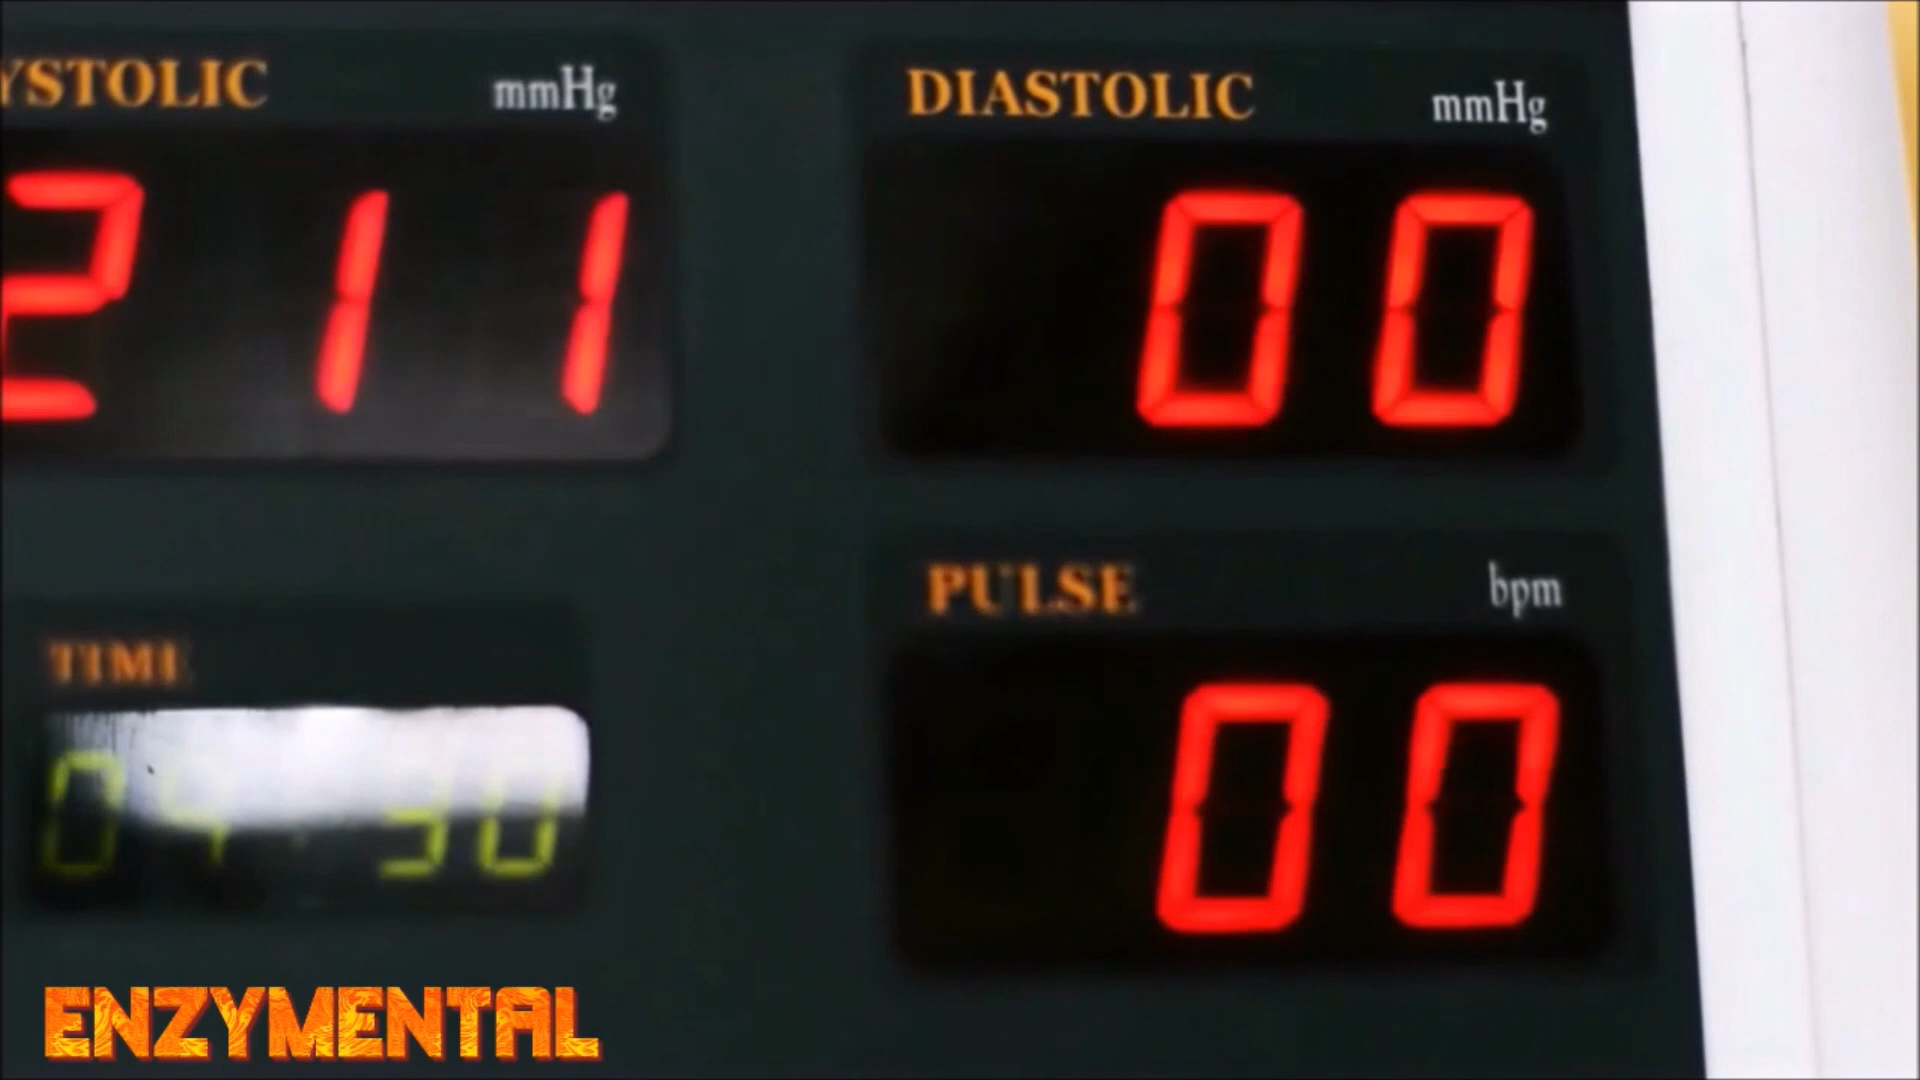 YSTOLIC mmHg
211
DIASTOLIC mmHg
00
TIME
PULSE bpm
00
ENZYMENTAL